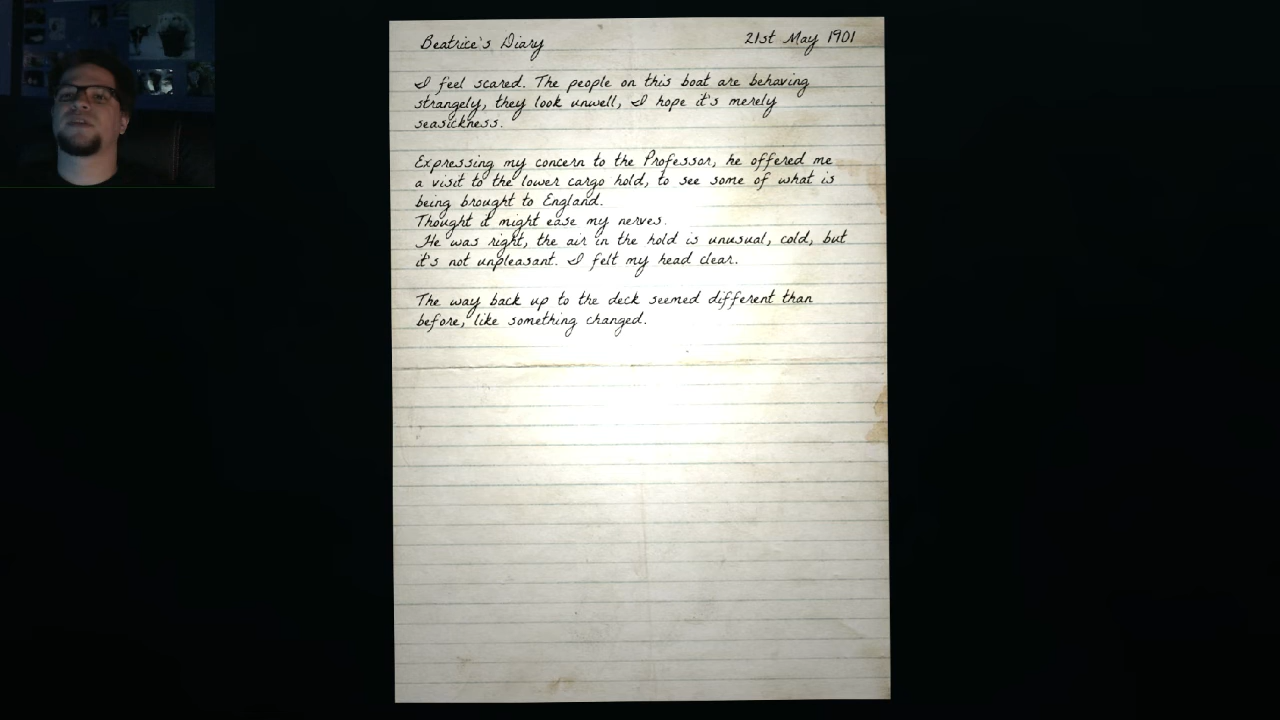 Beatrice's Diary
21st May 1901
I feel scared. The people on this boat are behaving
strangely, they look unwell, I hope it's merely
seasickness.
Expressing my concern to the Professor, he offered me
a visit to the lower cargo hold, to see some of what is
being brought to England.
Thought it might ease my nerves.
He was right, the air in the hold is unusual, cold, but
it's not unpleasant. I felt my head clear.
The way back up to the deck seemed different than
before, like something changed.